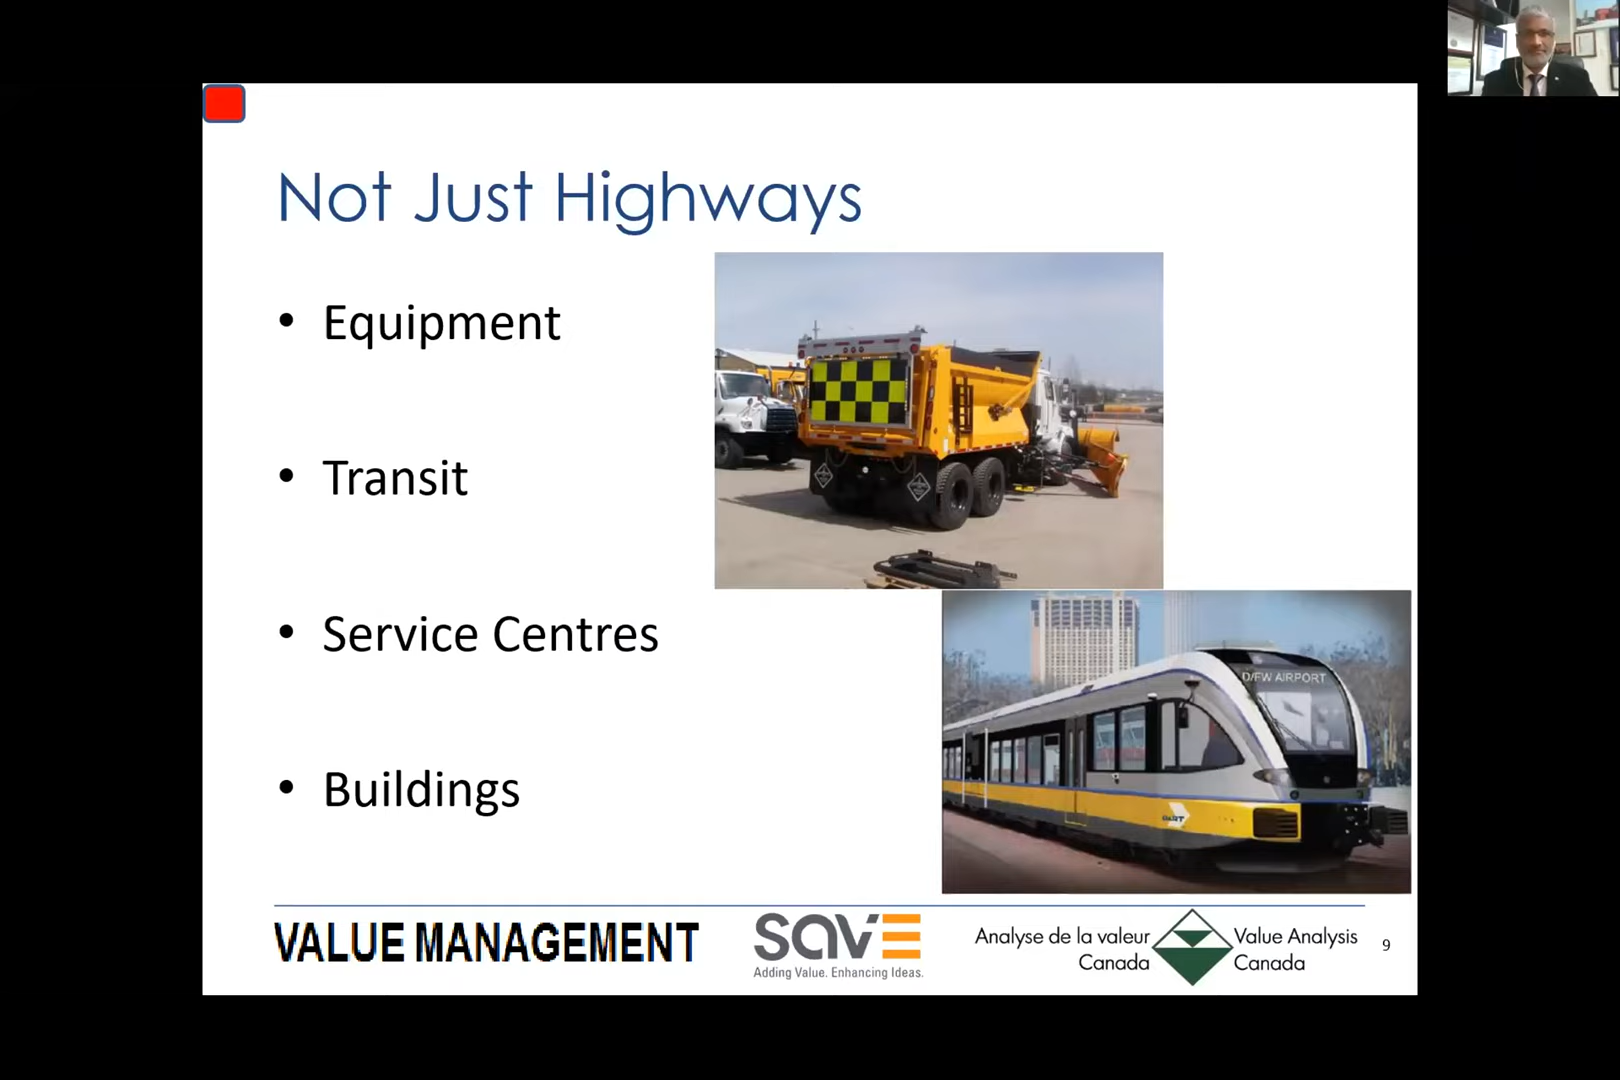 Not Just Highways
• Equipment
• Transit
• Service Centres
• Buildings
D/FW AIRPORT
DART
VALUE MANAGEMENT
SAVE
Adding Value. Enhancing Ideas.
Analyse de la valeur
Canada
Value Analysis
Canada
9